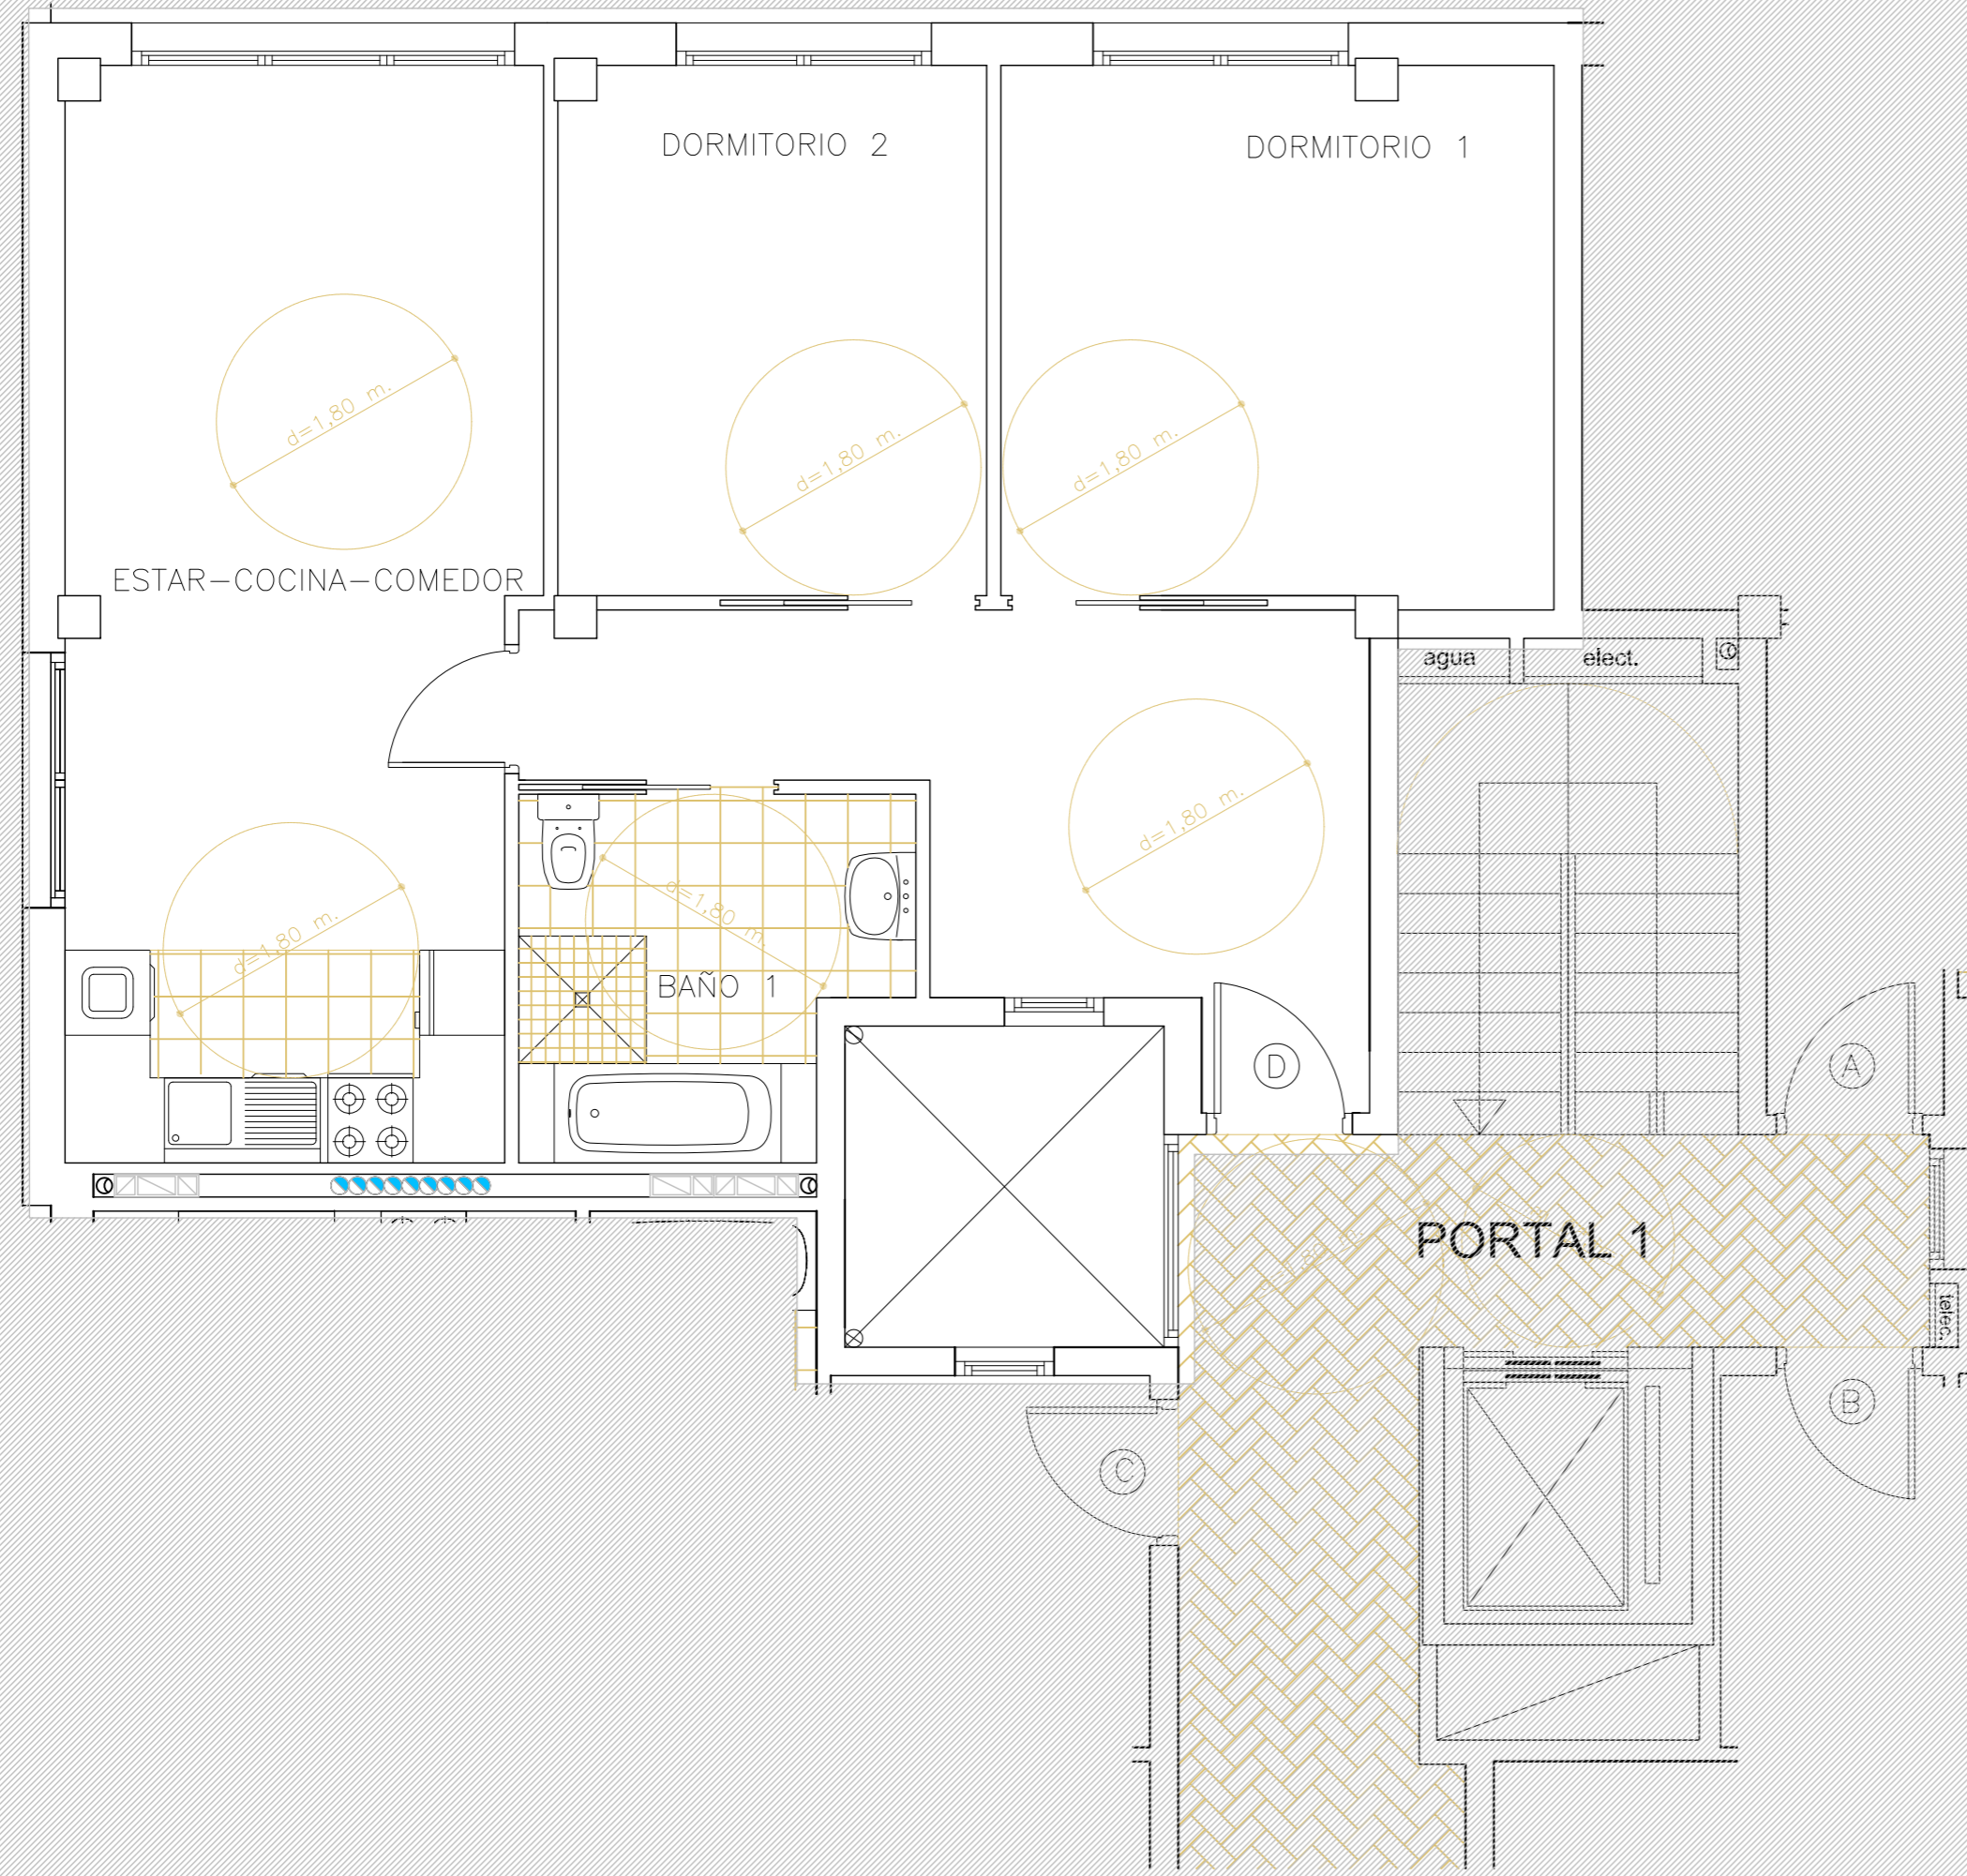 DORMITORIO 2
DORMITORIO 1
d=1,80 m.
d=1,80 m.
d=1,80 m.
ESTAR-COCINA-COMEDOR
agua
elect.
d=1,80 m.
d=1,80 m.
d=1,80 m.
BAÑO 1
D
A
PORTAL 1
telec.
B
C